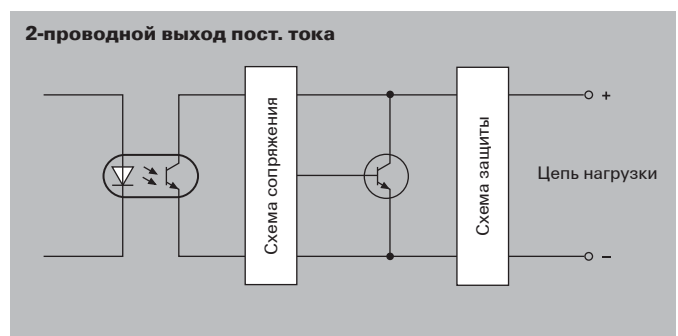 2-проводной выход пост. тока
Схема сопряжения
Схема защиты
+
Цепь нагрузки
–